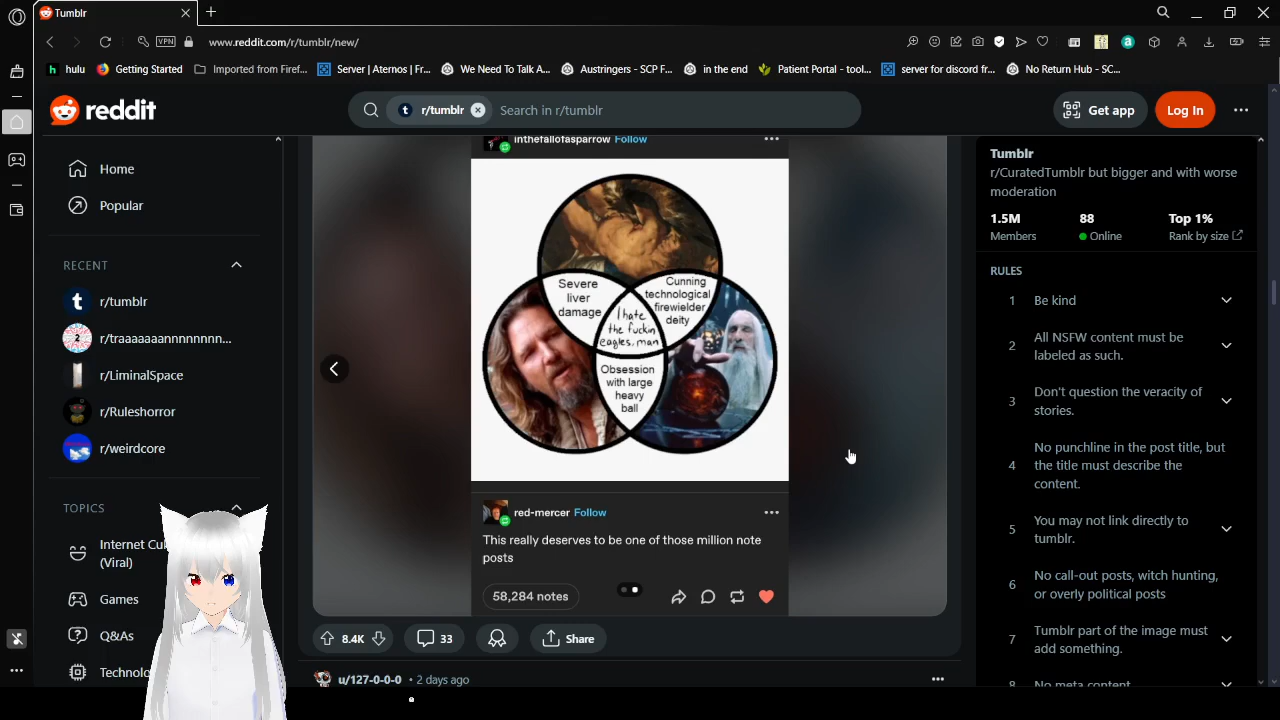 Tumblr
www.reddit.com/r/tumblr/new/
VPN
hulu
Getting Started
Imported from Firef...
Server | Aternos | Fr...
We Need To Talk A...
Austringers - SCP F...
in the end
Patient Portal - tool...
server for discord fr...
No Return Hub - SC...
reddit
r/tumblr
Search in r/tumblr
Get app
Log In
Home
Popular
RECENT
r/tumblr
r/traaaaaaannnnnnnnn...
r/LiminalSpace
r/Ruleshorror
r/weirdcore
TOPICS
Internet Cul
(Viral)
Games
Q&As
Technolo
inthefallofasparrow Follow
Severe
liver
damage
Cunning
technological
firewielder
deity
I hate
the fuckin
eagles, man
Obsession
with large
heavy
ball
red-mercer Follow
This really deserves to be one of those million note
posts
58,284 notes
8.4K
33
Share
u/127-0-0-0 • 2 days ago
Tumblr
r/CuratedTumblr but bigger and with worse
moderation
1.5M
Members
88
Online
Top 1%
Rank by size
RULES
1 Be kind
2 All NSFW content must be
labeled as such.
3 Don't question the veracity of
stories.
4 No punchline in the post title, but
the title must describe the
content.
5 You may not link directly to
tumblr.
6 No call-out posts, witch hunting,
or overly political posts
7 Tumblr part of the image must
add something.
8 No meta content